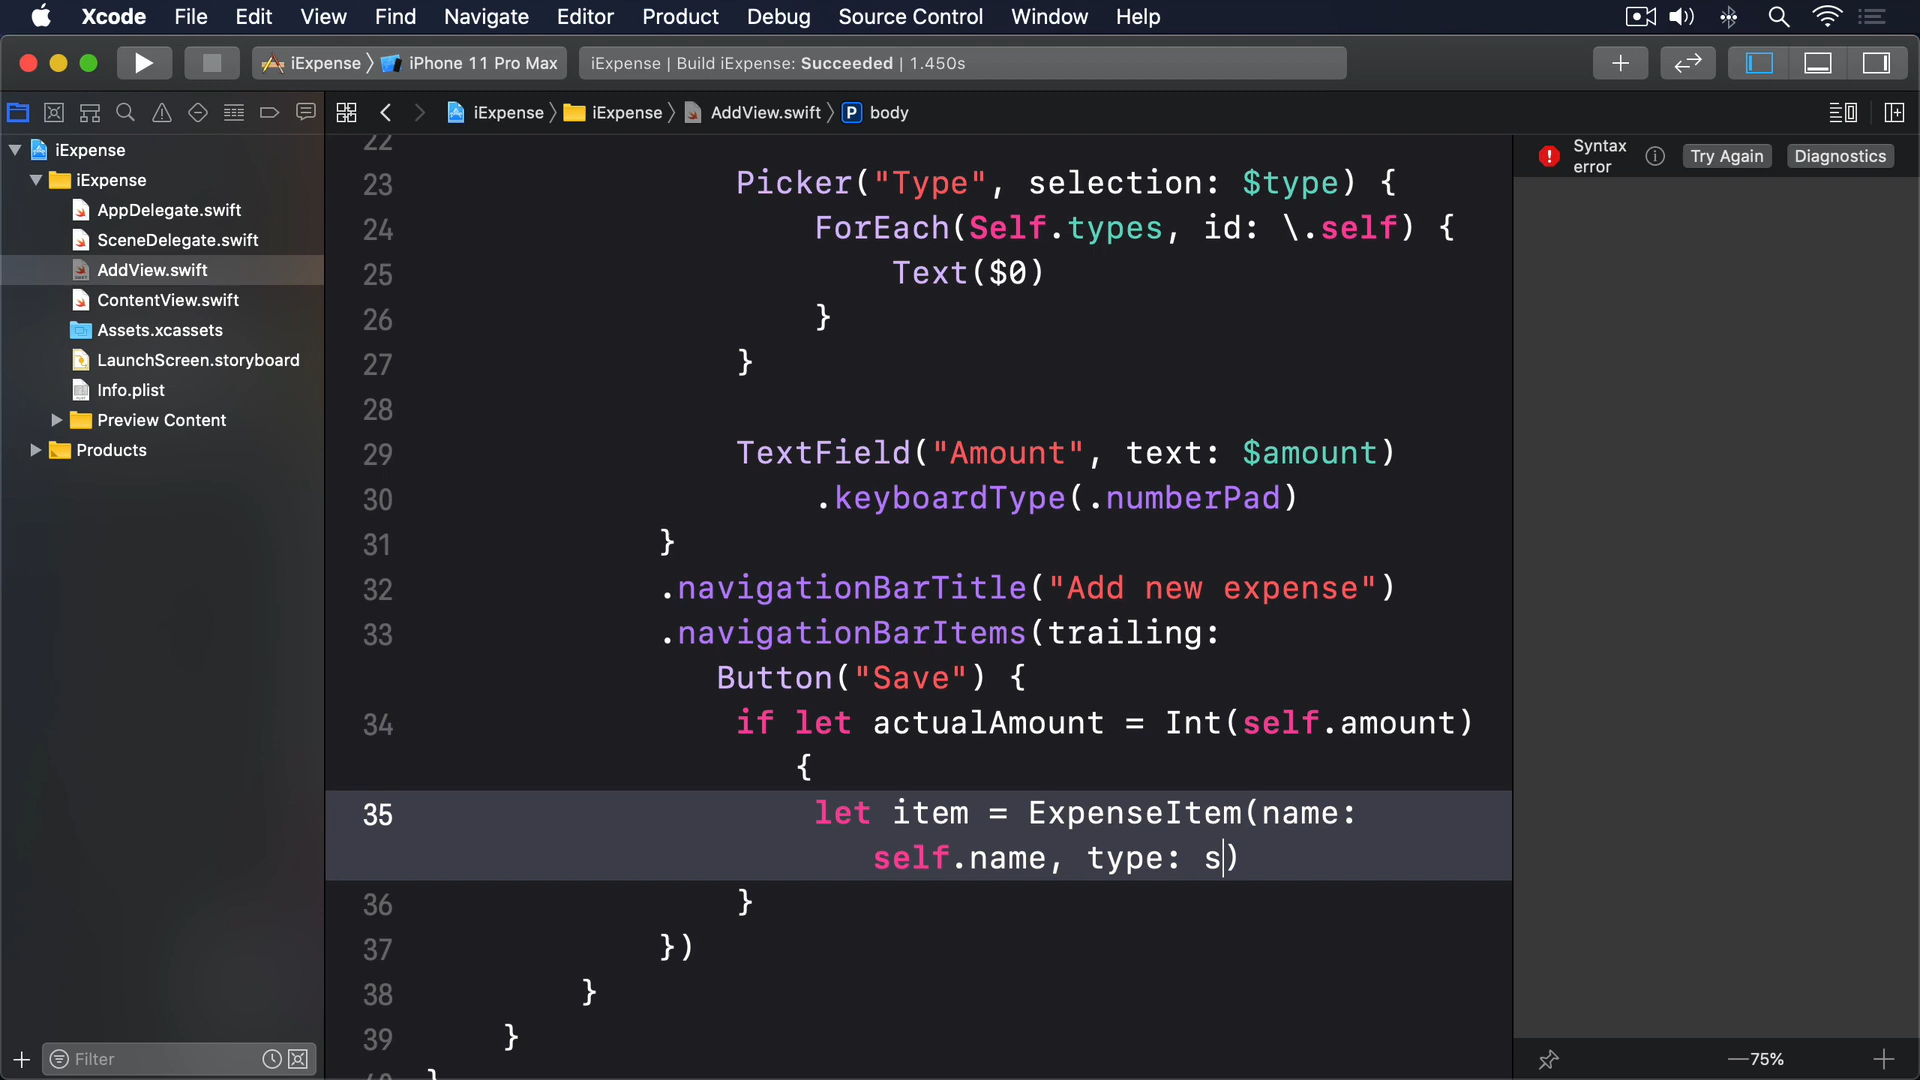 Xcode File Edit View Find Navigate Editor Product Debug Source Control Window Help
iExpense iPhone 11 Pro Max iExpense | Build iExpense: Succeeded | 1.450s
iExpense iExpense AddView.swift P body
iExpense
iExpense
AppDelegate.swift
SceneDelegate.swift
AddView.swift
ContentView.swift
Assets.xcassets
LaunchScreen.storyboard
Info.plist
Preview Content
Products
Filter
22
23 Picker("Type", selection: $type) {
24 ForEach(Self.types, id: \.self) {
25 Text($0)
26 }
27 }
28
29 TextField("Amount", text: $amount)
30 .keyboardType(.numberPad)
31 }
32 .navigationBarTitle("Add new expense")
33 .navigationBarItems(trailing:
Button("Save") {
34 if let actualAmount = Int(self.amount)
{
35 let item = ExpenseItem(name:
self.name, type: s)
36 }
37 })
38 }
39 }
}
Syntax
error
Try Again Diagnostics
75%